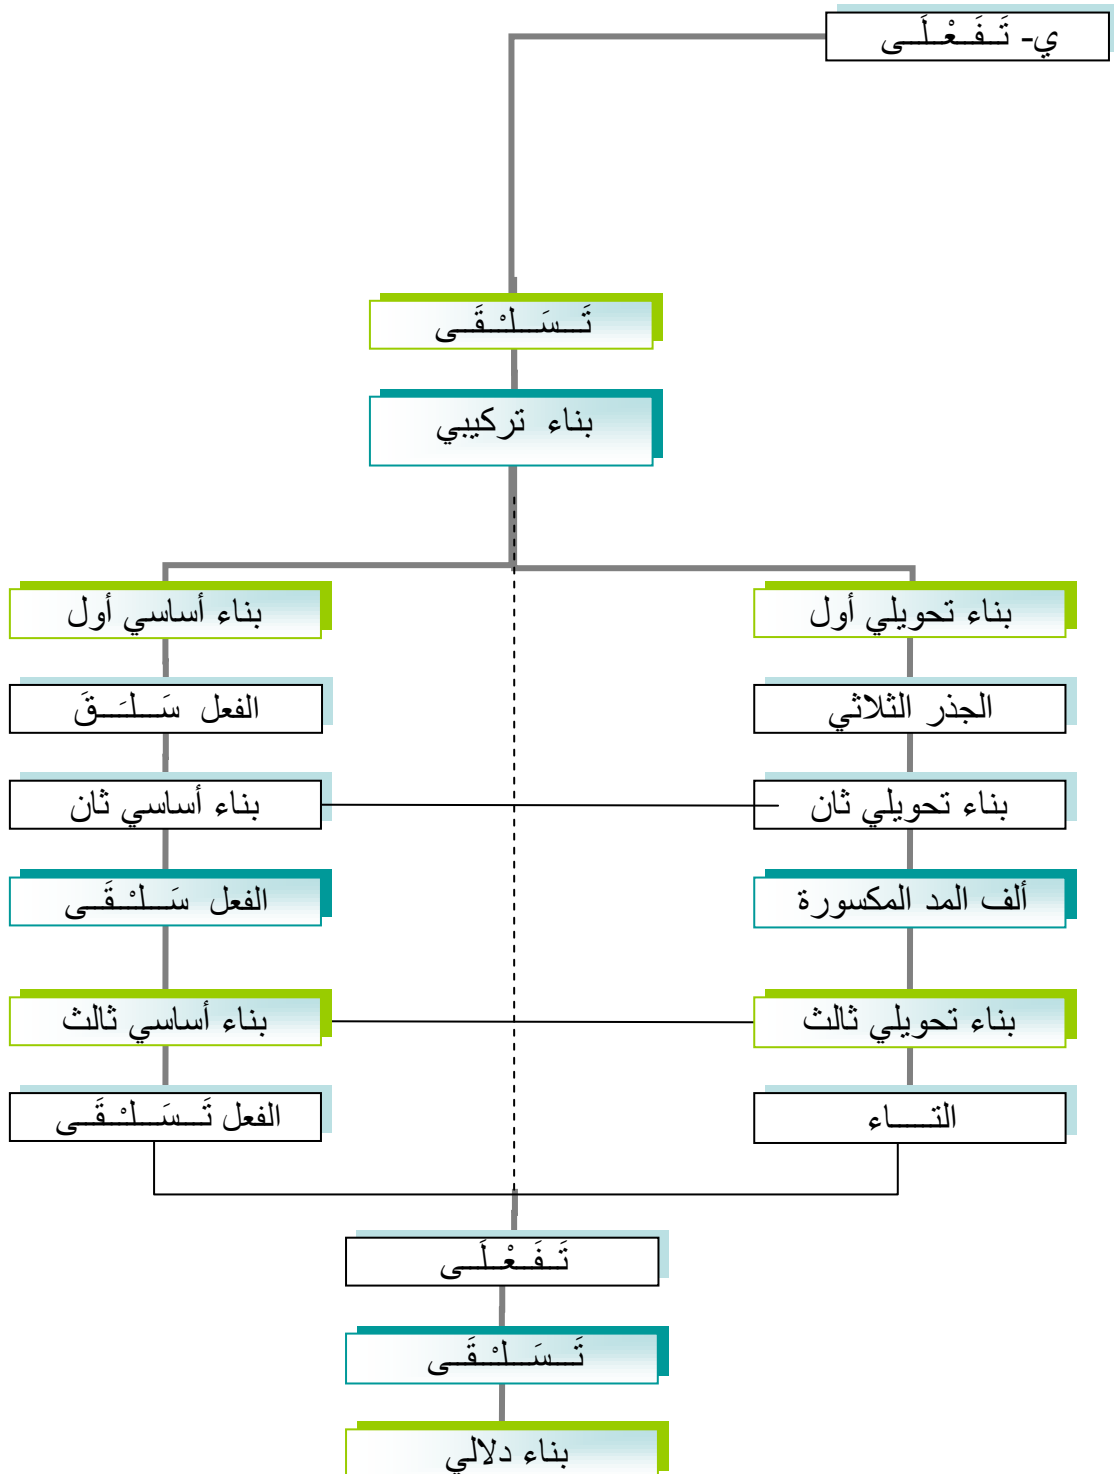 ي- تَـفَـعْـلَـى
تَـسَـلْـقَـى
بناء تركيبي
بناء تحويلي أول
بناء أساسي أول
الجذر الثلاثي
الفعل سَـلَـقَ
بناء تحويلي ثان
بناء أساسي ثان
ألف المد المكسورة
الفعل سَـلْـقَـى
بناء تحويلي ثالث
بناء أساسي ثالث
التـــاء
الفعل تَـسَـلْـقَـى
تَـفَـعْـلَـى
تَـسَـلْـقَـى
بناء دلالي